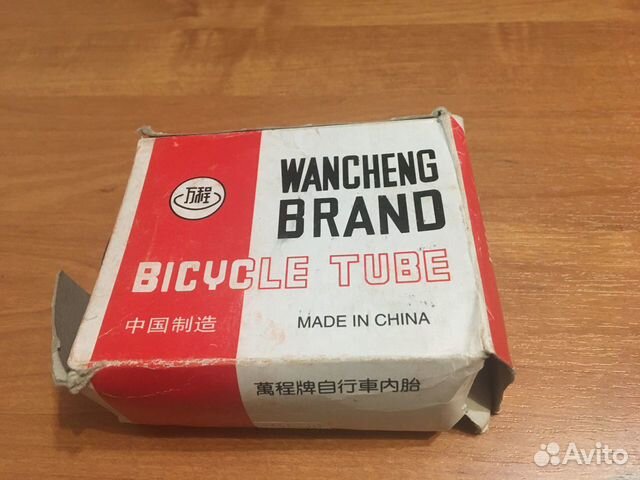 万程
WANCHENG
BRAND
BICYCLE TUBE
中国制造
MADE IN CHINA
萬程牌自行車内胎
Avito